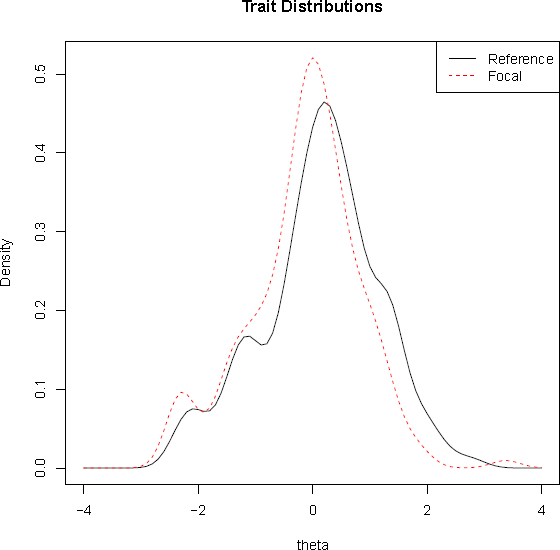 Trait Distributions
Reference
Focal
Density
0.5
0.4
0.3
0.2
0.1
0.0
−4 −2 0 2 4
theta